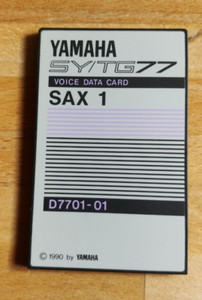 YAMAHA
SY/TG77
VOICE DATA CARD
SAX 1
D7701-01
© 1990 by YAMAHA